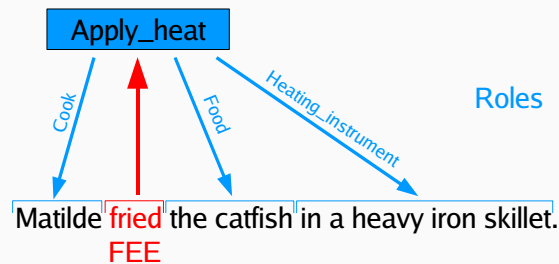 Apply_heat
Cook
Food
Heating_instrument
Roles
Matilde fried the catfish in a heavy iron skillet.
FEE